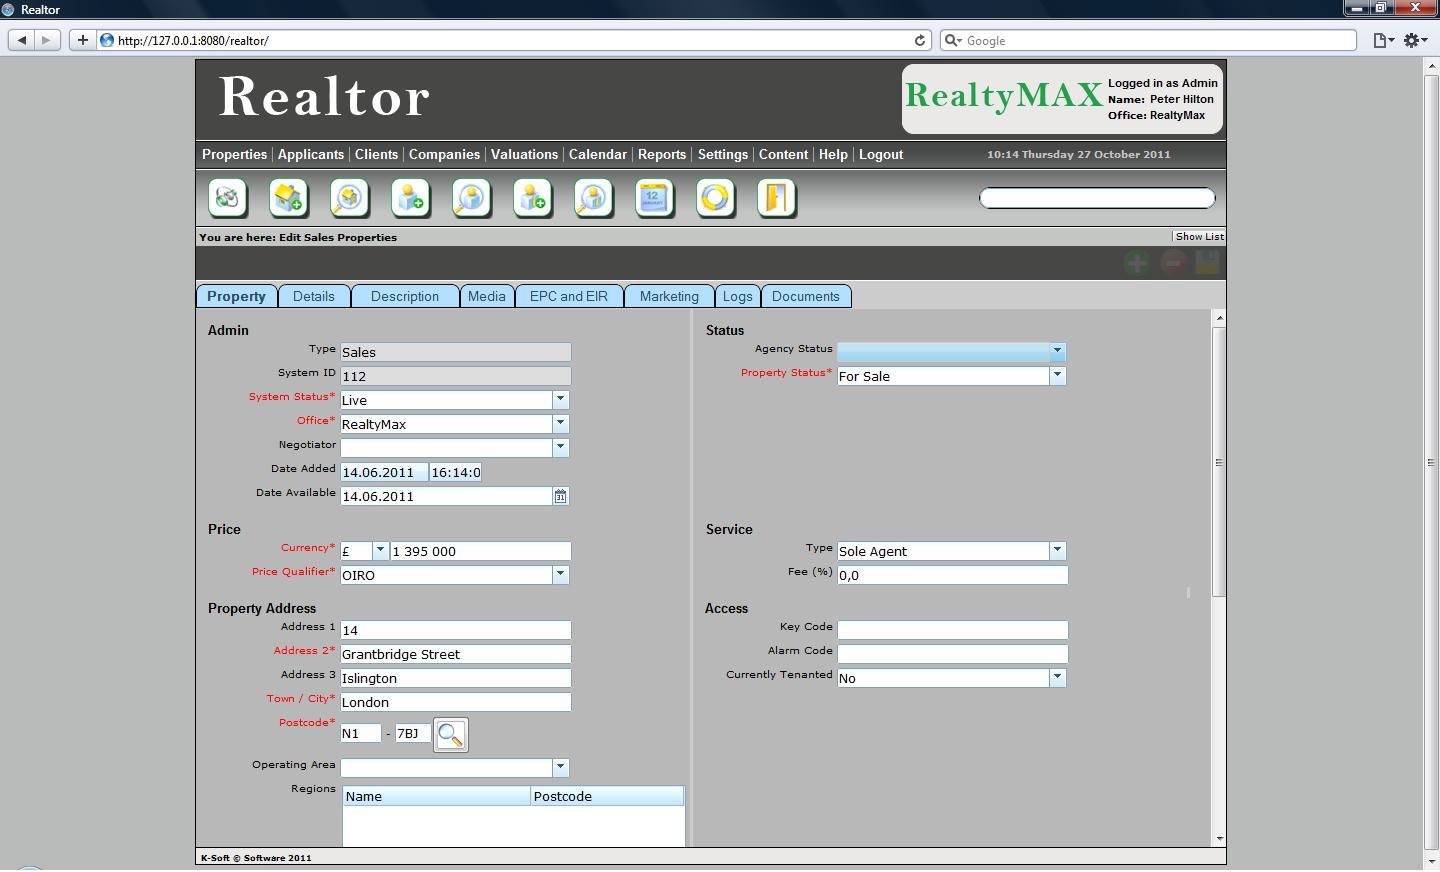 Realtor
http://127.0.0.1:8080/realtor/
Google
Realtor
RealtyMAX
Logged in as Admin
Name: Peter Hilton
Office: RealtyMax
Properties Applicants Clients Companies Valuations Calendar Reports Settings Content Help Logout
10:14 Thursday 27 October 2011
12
JANUARY
You are here: Edit Sales Properties
Show List
Property Details Description Media EPC and EIR Marketing Logs Documents
Admin
Type Sales
System ID 112
System Status* Live
Office* RealtyMax
Negotiator
Date Added 14.06.2011 16:14:0
Date Available 14.06.2011 31
Status
Agency Status
Property Status* For Sale
Price
Currency* £ 1 395 000
Price Qualifier* OIRO
Service
Type Sole Agent
Fee (%) 0,0
Property Address
Address 1 14
Address 2* Grantbridge Street
Address 3 Islington
Town / City* London
Postcode* N1 - 7BJ
Operating Area
Regions Name Postcode
Access
Key Code
Alarm Code
Currently Tenanted No
K-Soft © Software 2011